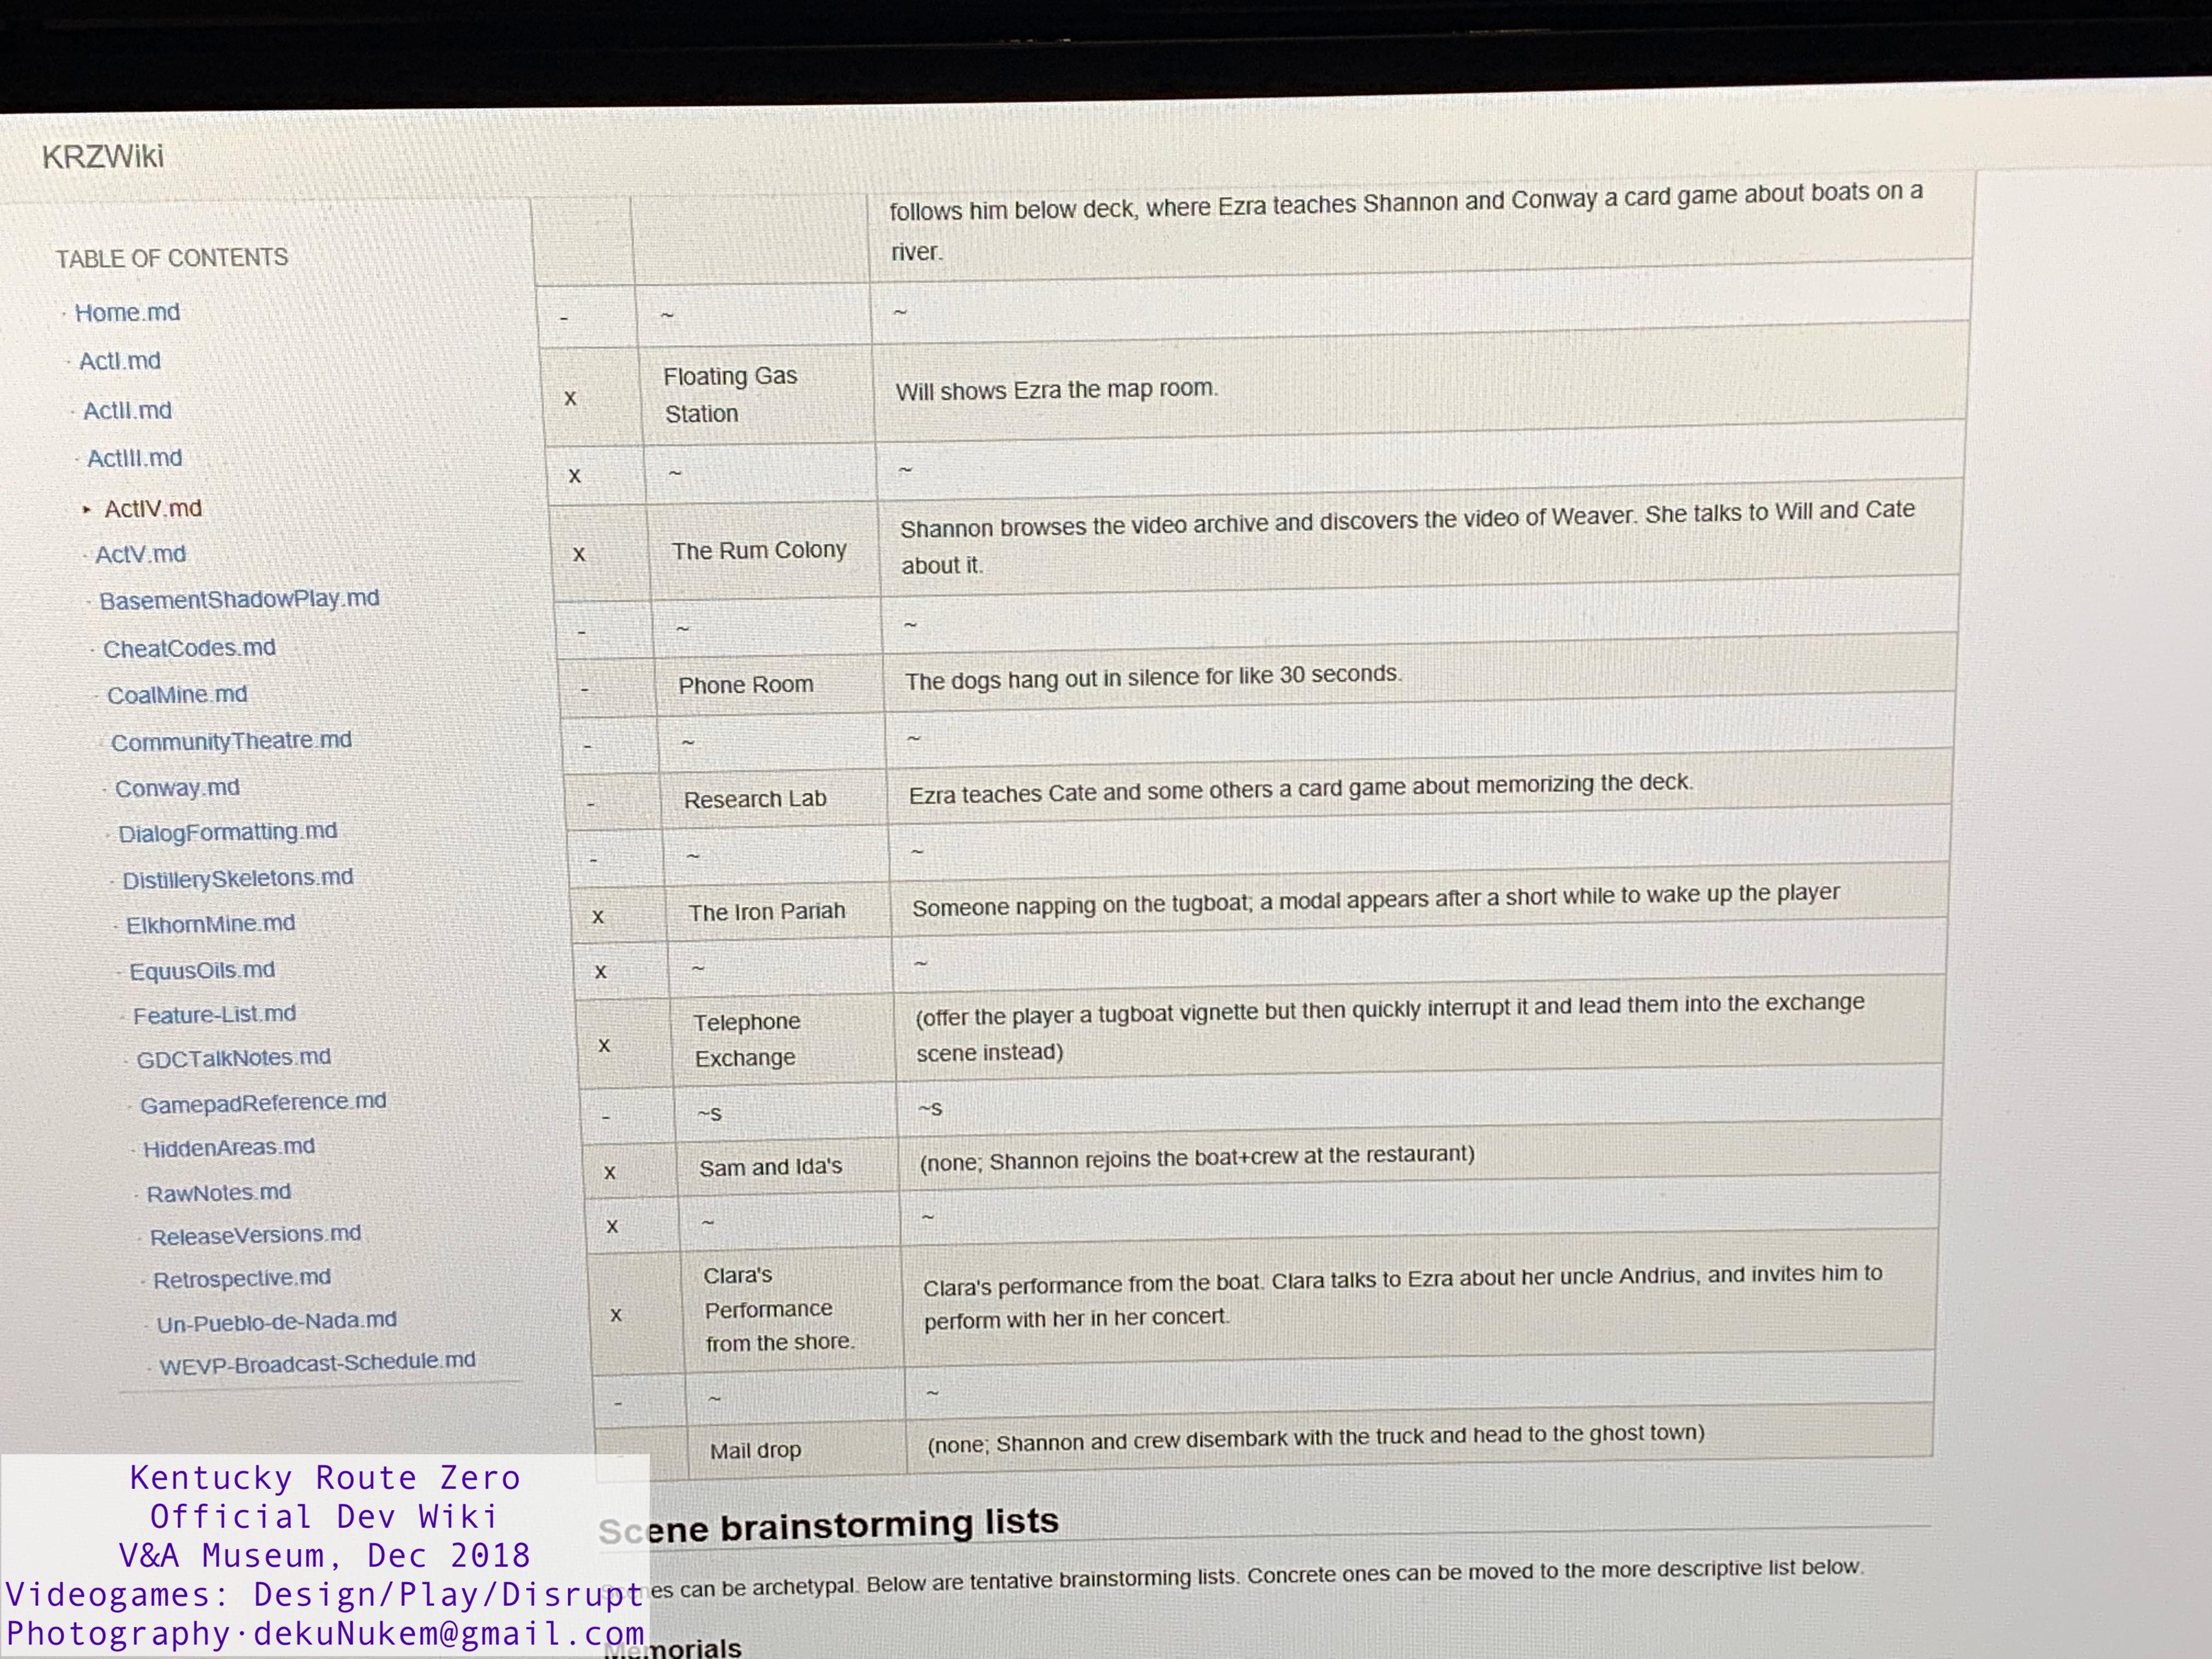 KRZWiki
TABLE OF CONTENTS
· Home.md
· ActI.md
· ActII.md
· ActIII.md
▸ ActIV.md
· ActV.md
· BasementShadowPlay.md
· CheatCodes.md
· CoalMine.md
· CommunityTheatre.md
· Conway.md
· DialogFormatting.md
· DistillerySkeletons.md
· ElkhornMine.md
· EquusOils.md
· Feature-List.md
· GDCTalkNotes.md
· GamepadReference.md
· HiddenAreas.md
· RawNotes.md
· ReleaseVersions.md
· Retrospective.md
· Un-Pueblo-de-Nada.md
· WEVP-Broadcast-Schedule.md
follows him below deck, where Ezra teaches Shannon and Conway a card game about boats on a
river.
- ~ ~
x Floating Gas
Station
Will shows Ezra the map room.
x ~ ~
x The Rum Colony
Shannon browses the video archive and discovers the video of Weaver. She talks to Will and Cate
about it.
- ~ ~
- Phone Room The dogs hang out in silence for like 30 seconds.
- ~ ~
- Research Lab Ezra teaches Cate and some others a card game about memorizing the deck.
- ~ ~
x The Iron Pariah Someone napping on the tugboat; a modal appears after a short while to wake up the player
x ~ ~
x Telephone
Exchange
(offer the player a tugboat vignette but then quickly interrupt it and lead them into the exchange
scene instead)
- ~s ~s
x Sam and Ida's (none; Shannon rejoins the boat+crew at the restaurant)
x ~ ~
x Clara's
Performance
from the shore.
Clara's performance from the boat. Clara talks to Ezra about her uncle Andrius, and invites him to
perform with her in her concert.
- ~ ~
- Mail drop (none; Shannon and crew disembark with the truck and head to the ghost town)
Scene brainstorming lists
Scenes can be archetypal. Below are tentative brainstorming lists. Concrete ones can be moved to the more descriptive list below.
Memorials
Kentucky Route Zero
Official Dev Wiki
V&A Museum, Dec 2018
Videogames: Design/Play/Disrupt
Photography·dekuNukem@gmail.com